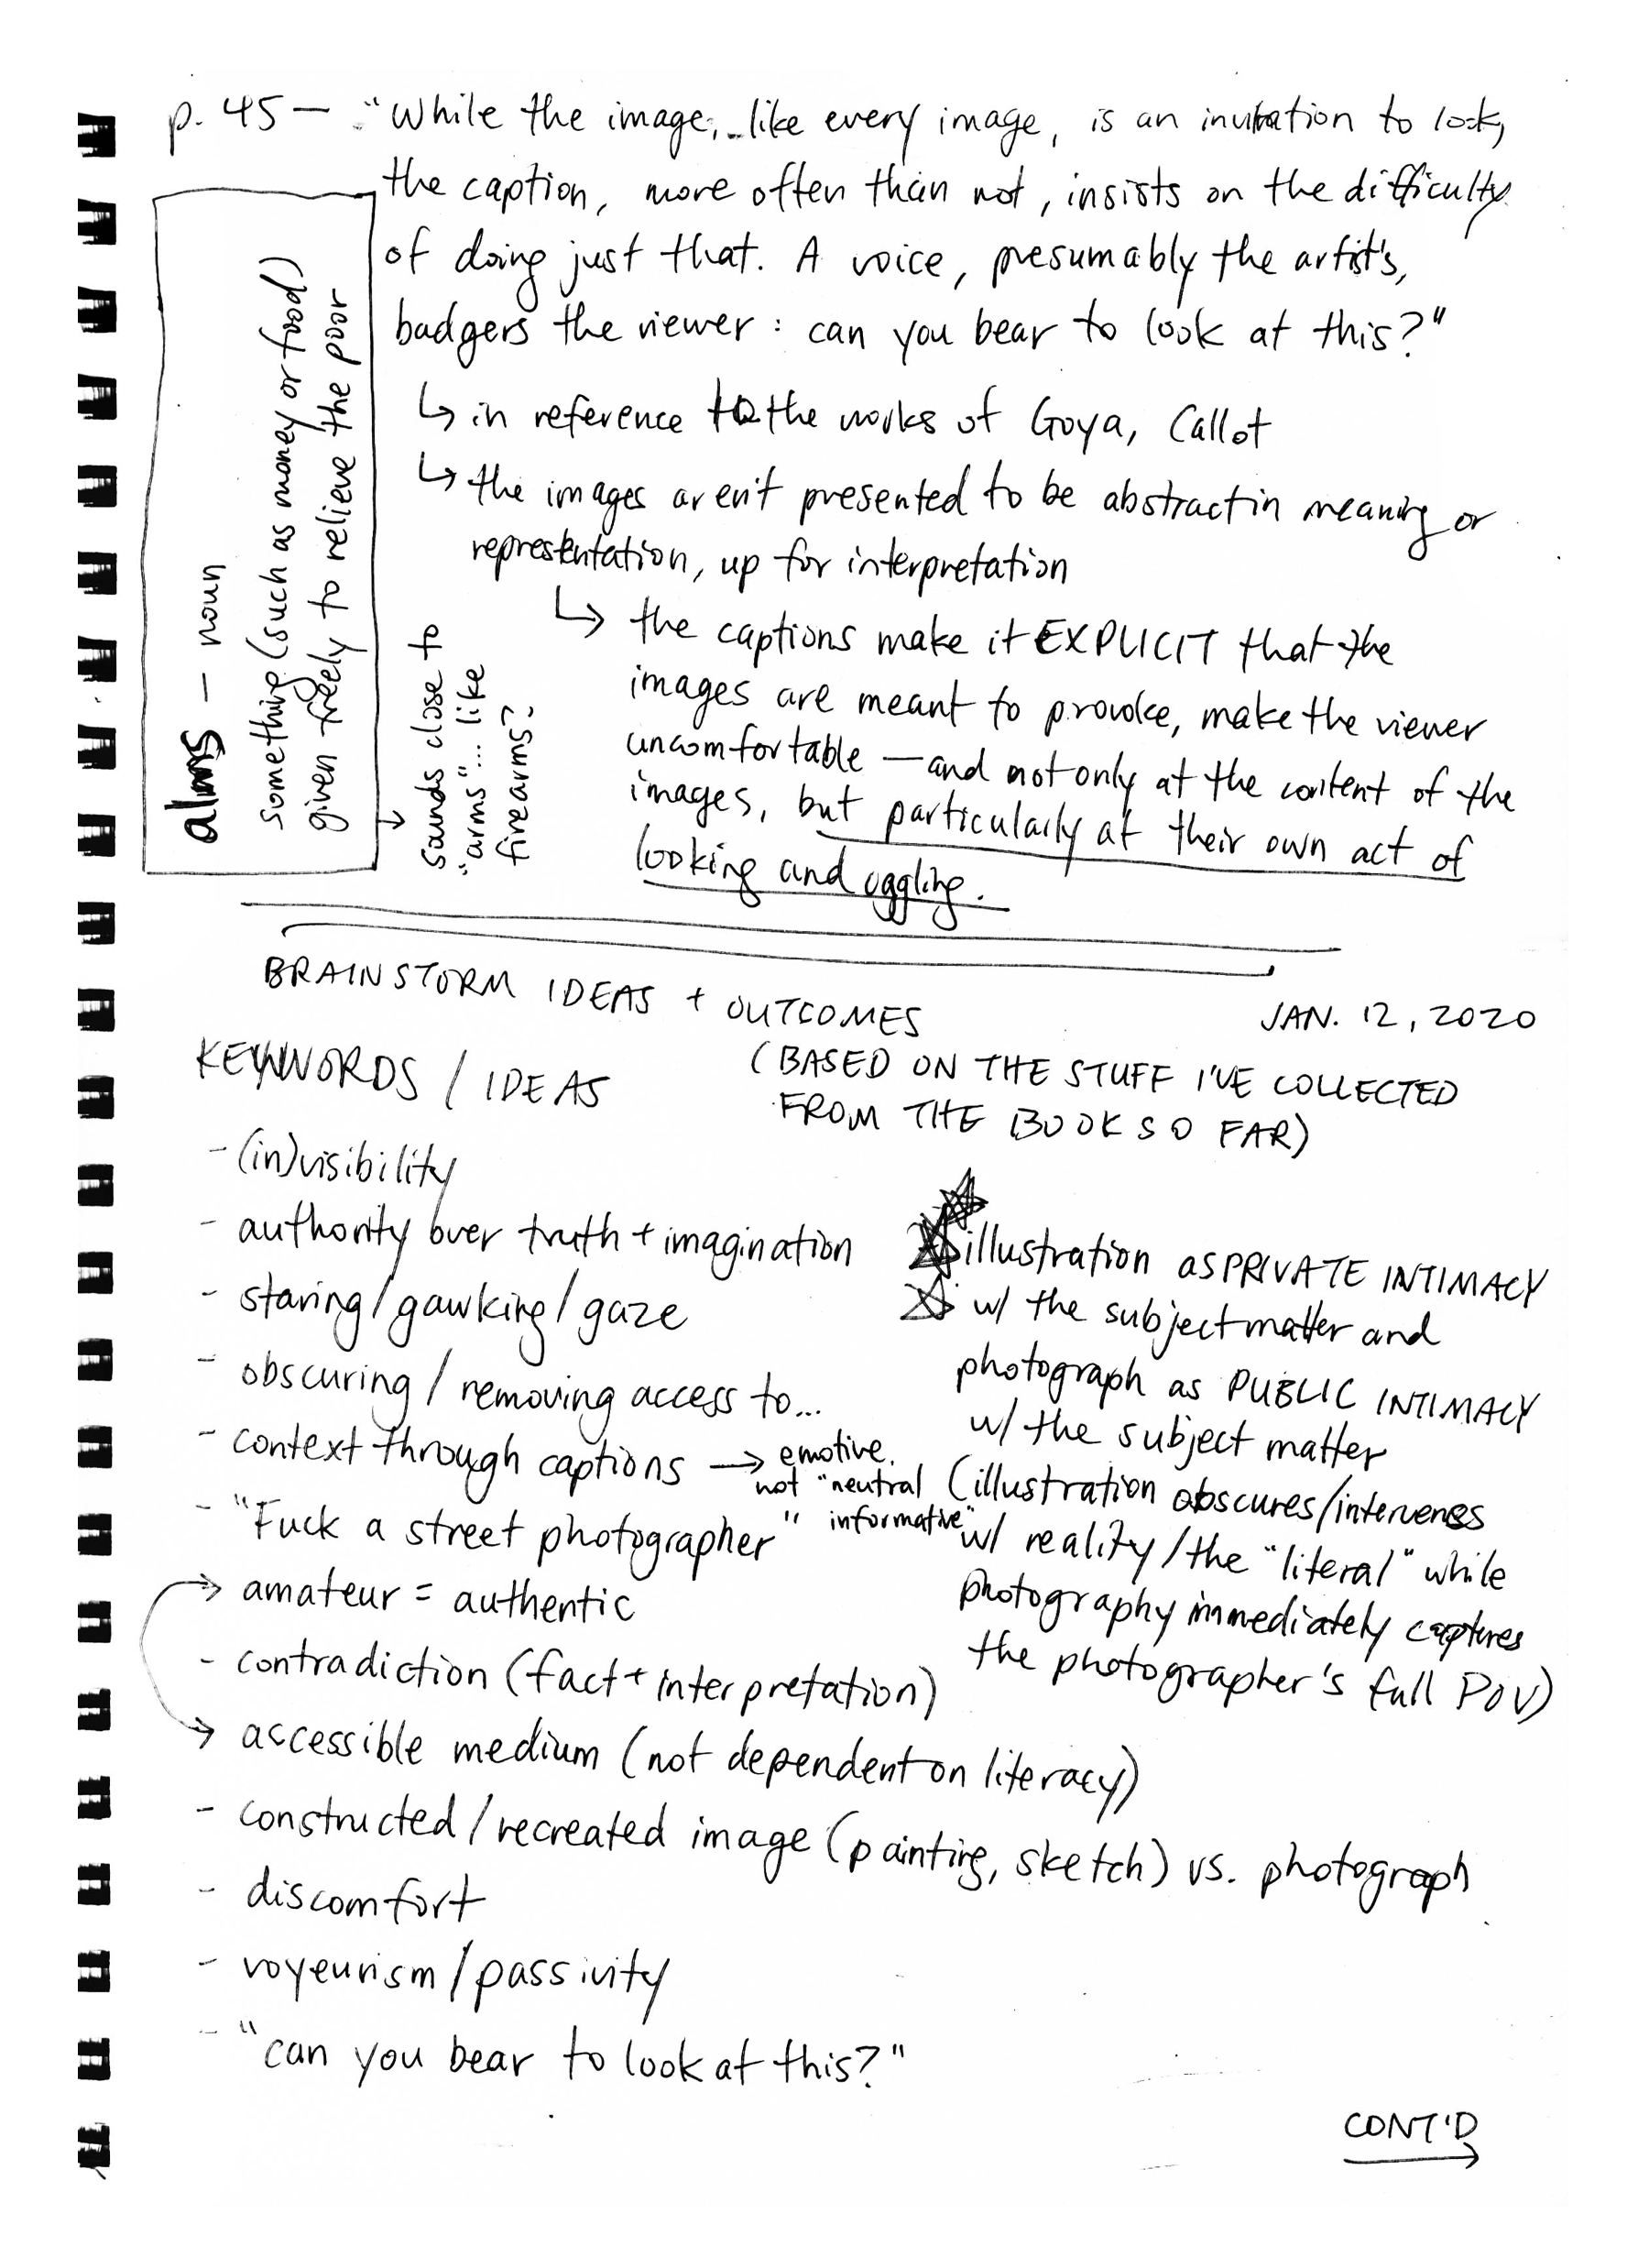 p. 45 — "While the image, like every image, is an invitation to look,
the caption, more often than not, insists on the difficulty
of doing just that. A voice, presumably the artist's,
badgers the viewer: can you bear to look at this?"
↳ in reference to the works of Goya, Callot
↳ the images aren't presented to be abstract in meaning or
representation, up for interpretation
↳ the captions make it EXPLICIT that the
images are meant to provoke, make the viewer
uncomfortable — and not only at the content of the
images, but particularly at their own act of
looking and oggling.
alms — noun
something (such as money or food)
given freely to relieve the poor
→ sounds close to
"arms"... like
firearms?
BRAINSTORM IDEAS + OUTCOMES
JAN. 12, 2020
(BASED ON THE STUFF I'VE COLLECTED
FROM THE BOOK SO FAR)
KEYWORDS / IDEAS
- (in)visibility
- authority over truth + imagination
- staring/gawking/gaze
- obscuring / removing access to...
- context through captions → emotive.
not "neutral
informative"
- "Fuck a street photographer"
→ amateur = authentic
- contradiction (fact + interpretation)
→ accessible medium (not dependent on literacy)
- constructed/recreated image (painting, sketch) vs. photograph
- discomfort
- voyeurism/passivity
- "can you bear to look at this?"
illustration as PRIVATE INTIMACY
w/ the subject matter and
photograph as PUBLIC INTIMACY
w/ the subject matter
(illustration obscures/intervenes
w/ reality/the "literal" while
photography immediately captures
the photographer's full POV)
CONT'D